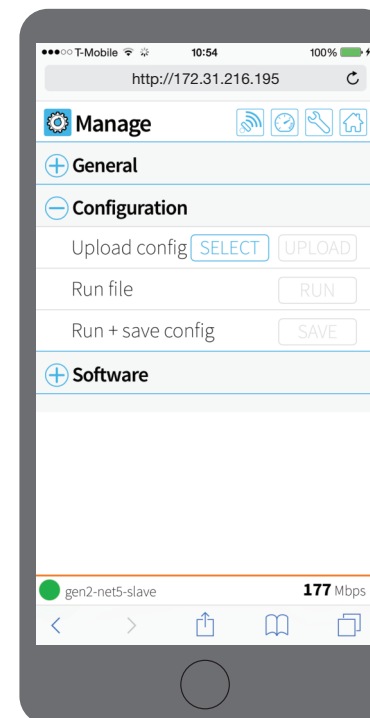 T-Mobile 10:54 100%
http://172.31.216.195
Manage
General
Configuration
Upload config SELECT UPLOAD
Run file RUN
Run + save config SAVE
Software
gen2-net5-slave 177 Mbps